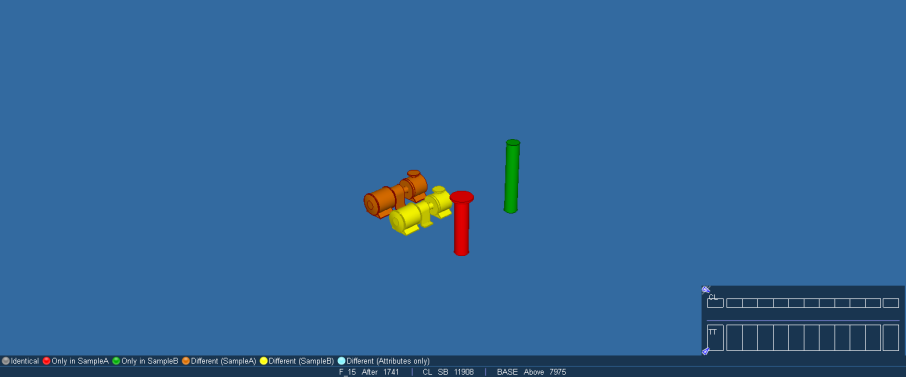 CL
TT
Identical Only in SampleA Only in SampleB Different (SampleA) Different (SampleB) Different (Attributes only)
F_15 After 1741 | CL SB 11908 | BASE Above 7975